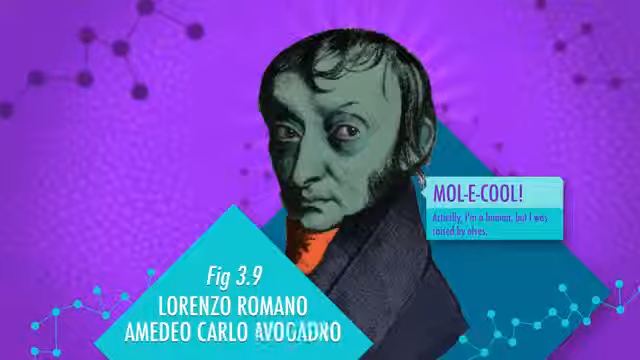 MOL-E-COOL!
Actually, I'm a human, but I was
raised by elves.
Fig 3.9
LORENZO ROMANO
AMEDEO CARLO AVOGADRO